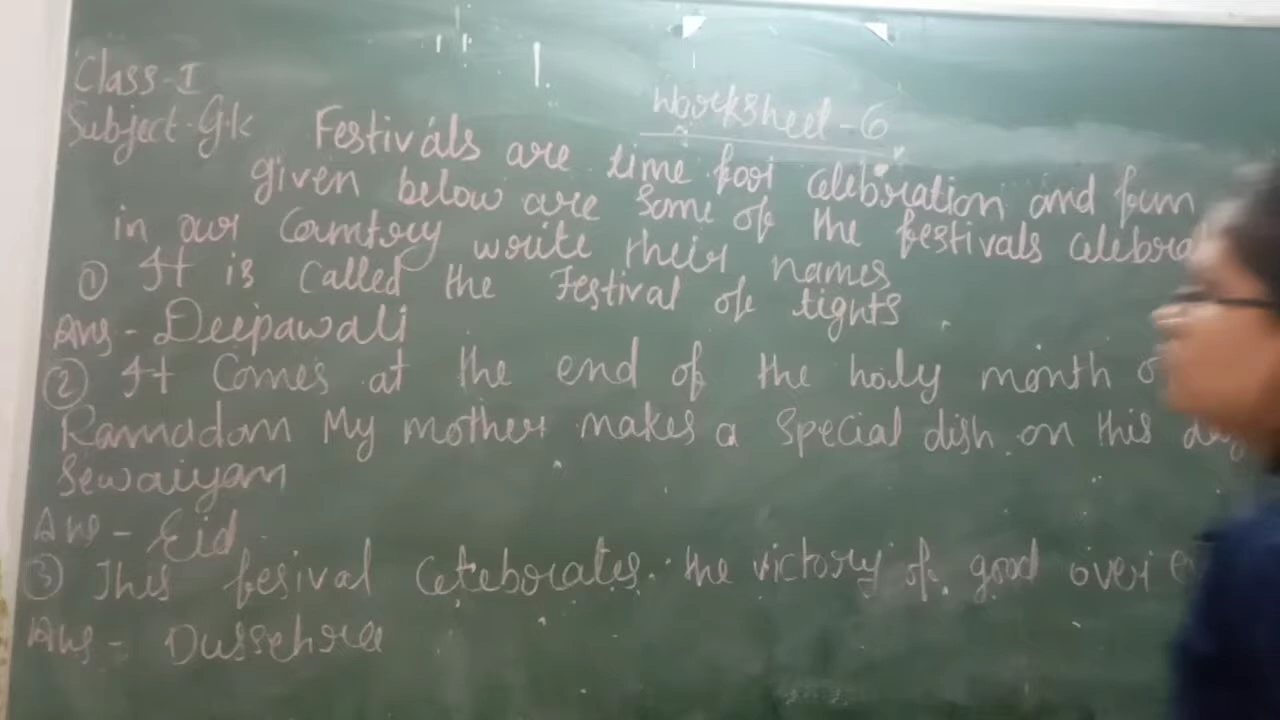 Class-I
Worksheet-6
Subject-G.k
Festivals are time for celebration and fun
given below are some of the festivals celebra
in our Country write their names
① It is called the Festival of lights
Ans - Deepawali
② It Comes at the end of the holy month o
Ramadan My mother makes a special dish on this day
Sewaiyan
Ans - Eid
③ This fesival celebrates the victory of good over ev
Ans - Dussehra